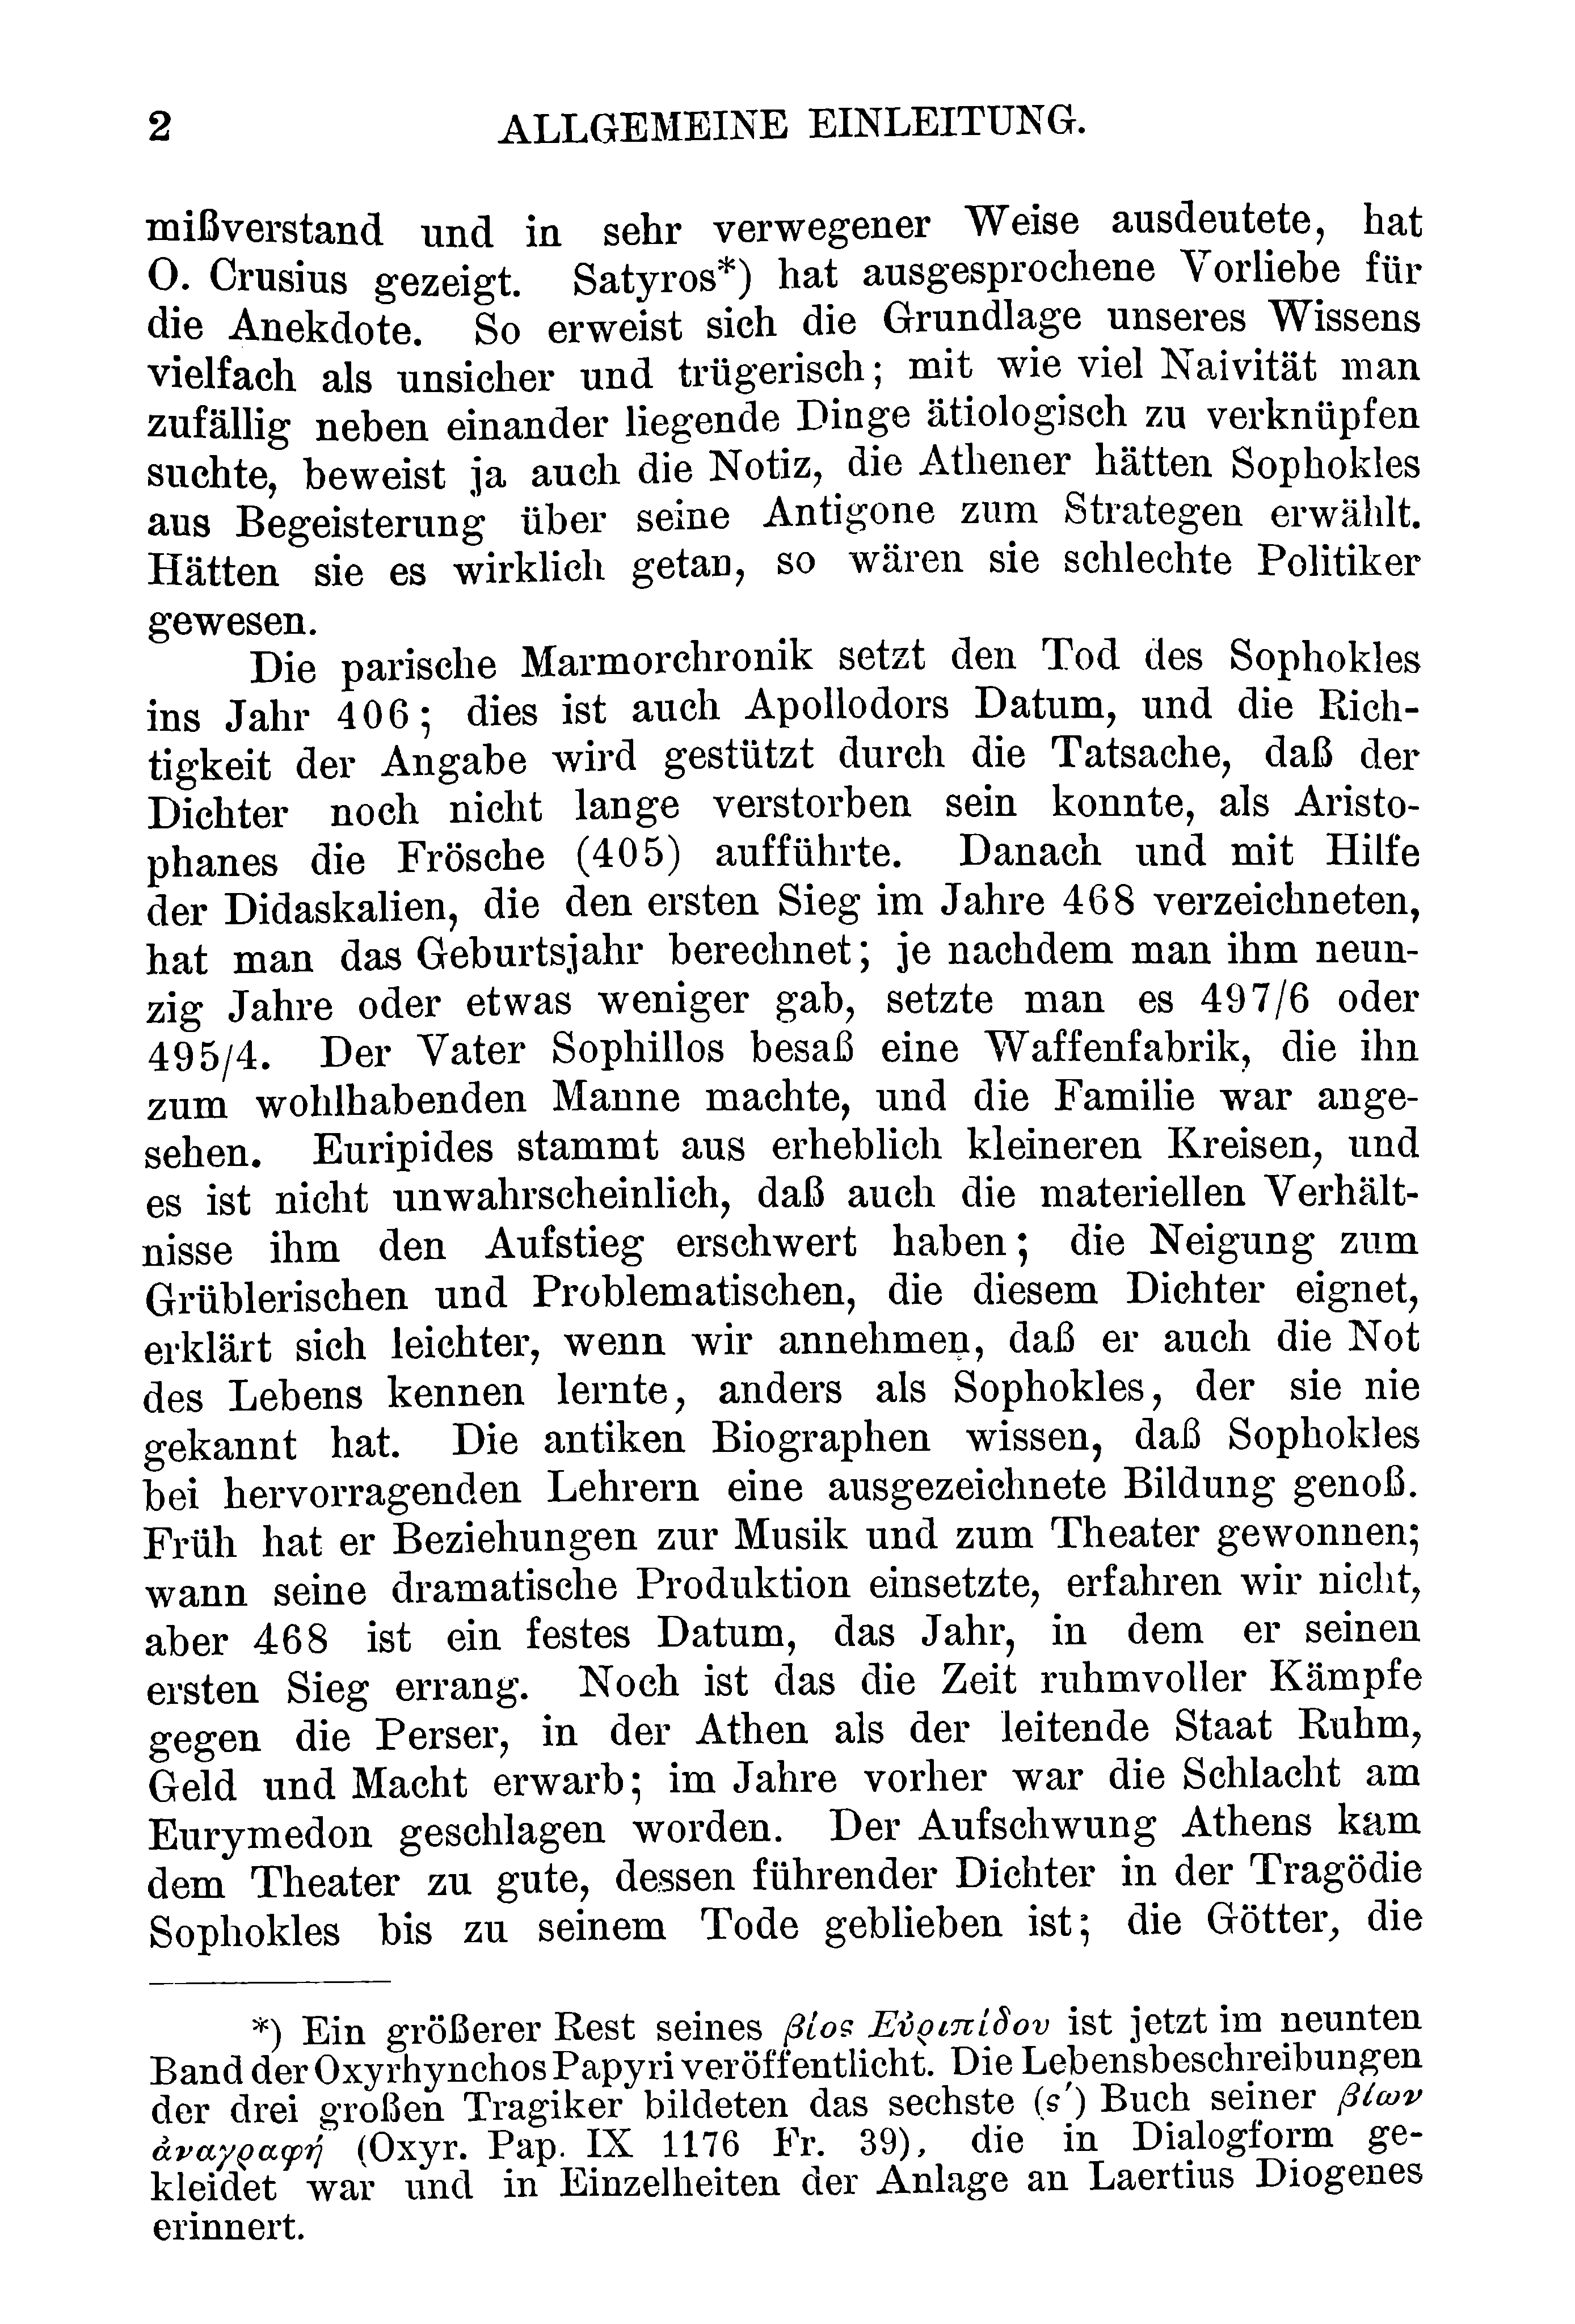 2 ALLGEMEINE EINLEITUNG.
mißverstand und in sehr verwegener Weise ausdeutete, hat
O. Crusius gezeigt. Satyros*) hat ausgesprochene Vorliebe für
die Anekdote. So erweist sich die Grundlage unseres Wissens
vielfach als unsicher und trügerisch; mit wie viel Naivität man
zufällig neben einander liegende Dinge ätiologisch zu verknüpfen
suchte, beweist ja auch die Notiz, die Athener hätten Sophokles
aus Begeisterung über seine Antigone zum Strategen erwählt.
Hätten sie es wirklich getan, so wären sie schlechte Politiker
gewesen.
Die parische Marmorchronik setzt den Tod des Sophokles
ins Jahr 406; dies ist auch Apollodors Datum, und die Rich-
tigkeit der Angabe wird gestützt durch die Tatsache, daß der
Dichter noch nicht lange verstorben sein konnte, als Aristo-
phanes die Frösche (405) aufführte. Danach und mit Hilfe
der Didaskalien, die den ersten Sieg im Jahre 468 verzeichneten,
hat man das Geburtsjahr berechnet; je nachdem man ihm neun-
zig Jahre oder etwas weniger gab, setzte man es 497/6 oder
495/4. Der Vater Sophillos besaß eine Waffenfabrik, die ihn
zum wohlhabenden Manne machte, und die Familie war ange-
sehen. Euripides stammt aus erheblich kleineren Kreisen, und
es ist nicht unwahrscheinlich, daß auch die materiellen Verhält-
nisse ihm den Aufstieg erschwert haben; die Neigung zum
Grüblerischen und Problematischen, die diesem Dichter eignet,
erklärt sich leichter, wenn wir annehmen, daß er auch die Not
des Lebens kennen lernte, anders als Sophokles, der sie nie
gekannt hat. Die antiken Biographen wissen, daß Sophokles
bei hervorragenden Lehrern eine ausgezeichnete Bildung genoß.
Früh hat er Beziehungen zur Musik und zum Theater gewonnen;
wann seine dramatische Produktion einsetzte, erfahren wir nicht,
aber 468 ist ein festes Datum, das Jahr, in dem er seinen
ersten Sieg errang. Noch ist das die Zeit ruhmvoller Kämpfe
gegen die Perser, in der Athen als der leitende Staat Ruhm,
Geld und Macht erwarb; im Jahre vorher war die Schlacht am
Eurymedon geschlagen worden. Der Aufschwung Athens kam
dem Theater zu gute, dessen führender Dichter in der Tragödie
Sophokles bis zu seinem Tode geblieben ist; die Götter, die
*) Ein größerer Rest seines βίος Εὐριπίδου ist jetzt im neunten
Band der Oxyrhynchos Papyri veröffentlicht. Die Lebensbeschreibungen
der drei großen Tragiker bildeten das sechste (ς′) Buch seiner βίων
ἀναγραφή (Oxyr. Pap. IX 1176 Fr. 39), die in Dialogform ge-
kleidet war und in Einzelheiten der Anlage an Laertius Diogenes
erinnert.